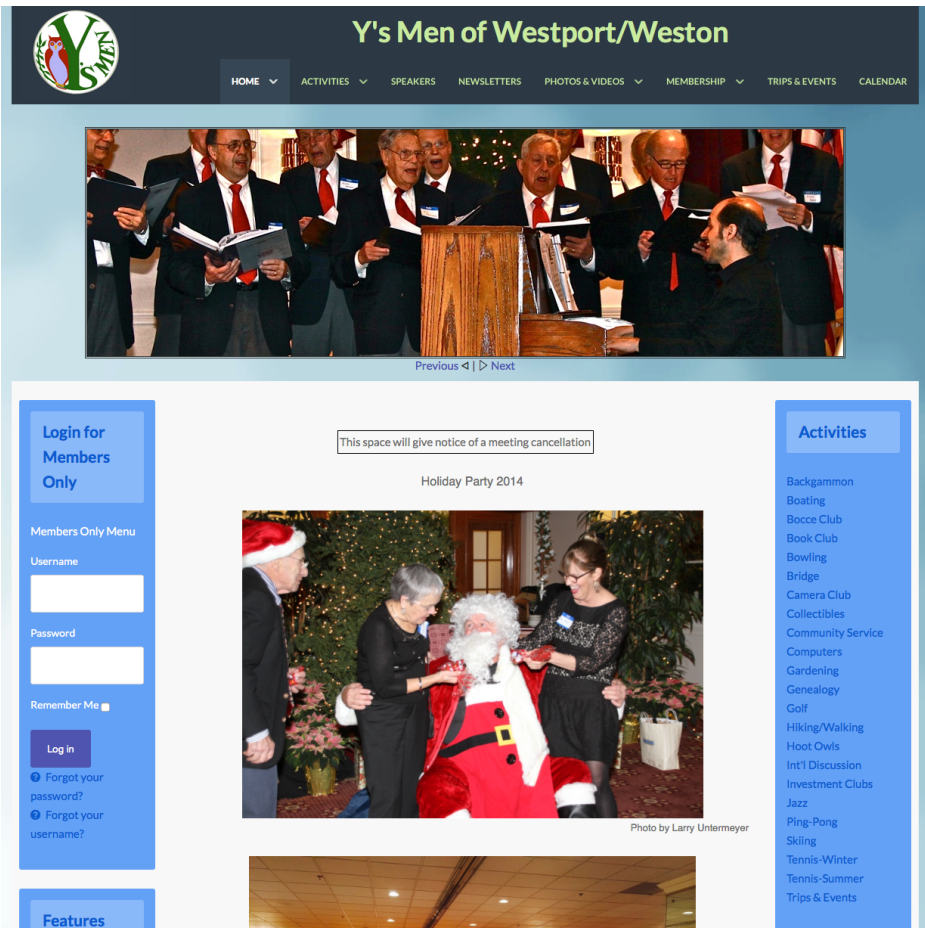 Y'S MEN
Y's Men of Westport/Weston
HOME
ACTIVITIES
SPEAKERS
NEWSLETTERS
PHOTOS & VIDEOS
MEMBERSHIP
TRIPS & EVENTS
CALENDAR
Previous | Next
Login for
Members
Only
Members Only Menu
Username
Password
Remember Me
Log in
Forgot your
password?
Forgot your
username?
Features
This space will give notice of a meeting cancellation
Holiday Party 2014
Photo by Larry Untermeyer
Activities
Backgammon
Boating
Bocce Club
Book Club
Bowling
Bridge
Camera Club
Collectibles
Community Service
Computers
Gardening
Genealogy
Golf
Hiking/Walking
Hoot Owls
Int'l Discussion
Investment Clubs
Jazz
Ping-Pong
Skiing
Tennis-Winter
Tennis-Summer
Trips & Events